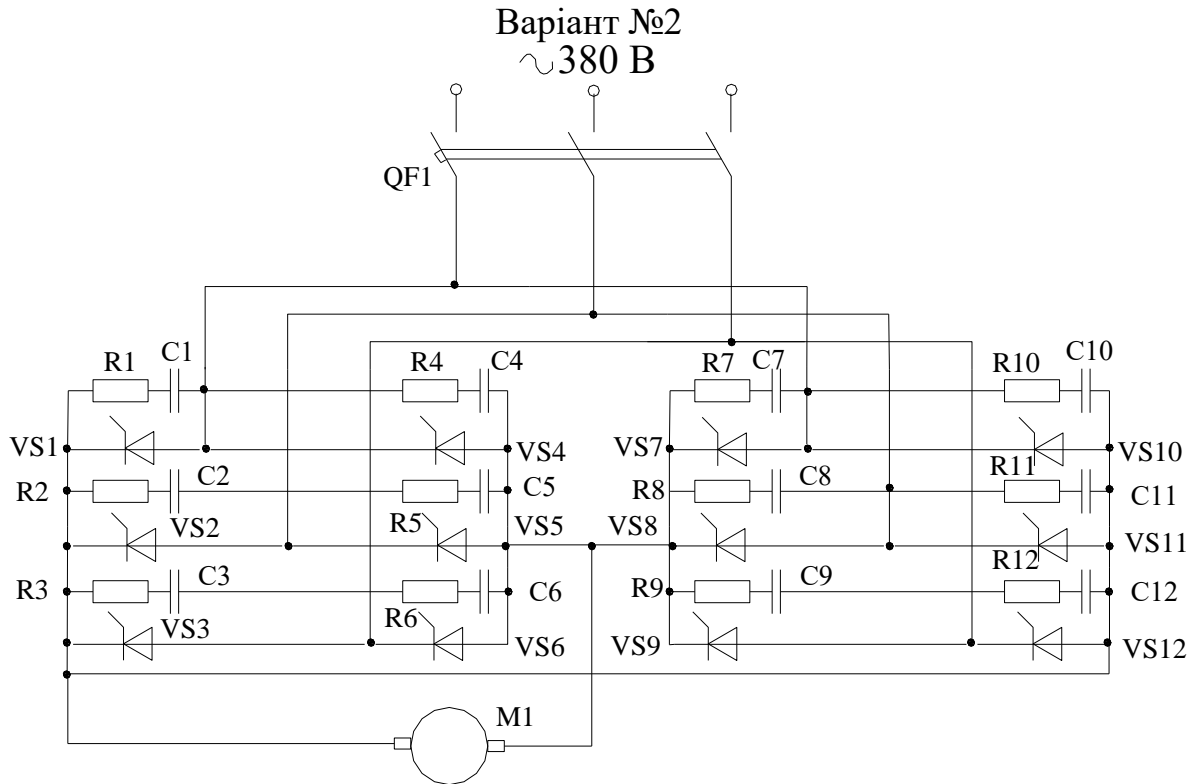 Варіант №2
380 В
QF1
R1 C1 R4 C4 R7 C7 R10 C10
VS1 VS4 VS7 VS10
R2 C2 C5 R8 C8 R11 C11
VS2 R5 VS5 VS8 VS11
R3 C3 C6 R9 C9 R12 C12
VS3 R6 VS6 VS9 VS12
M1